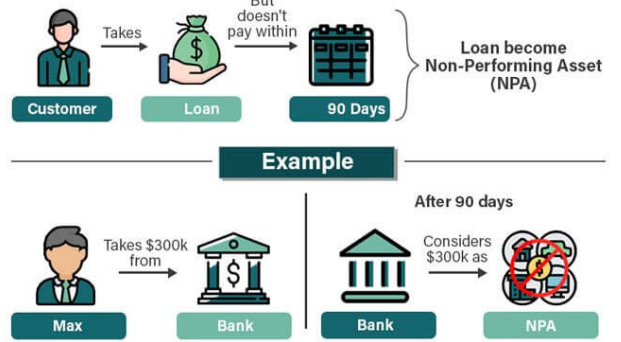 But
doesn't
pay within
Takes
Loan become
Non-Performing Asset
(NPA)
Customer
Loan
90 Days
Example
After 90 days
Takes $300k
from
Considers
$300k as
$
Max
Bank
Bank
NPA